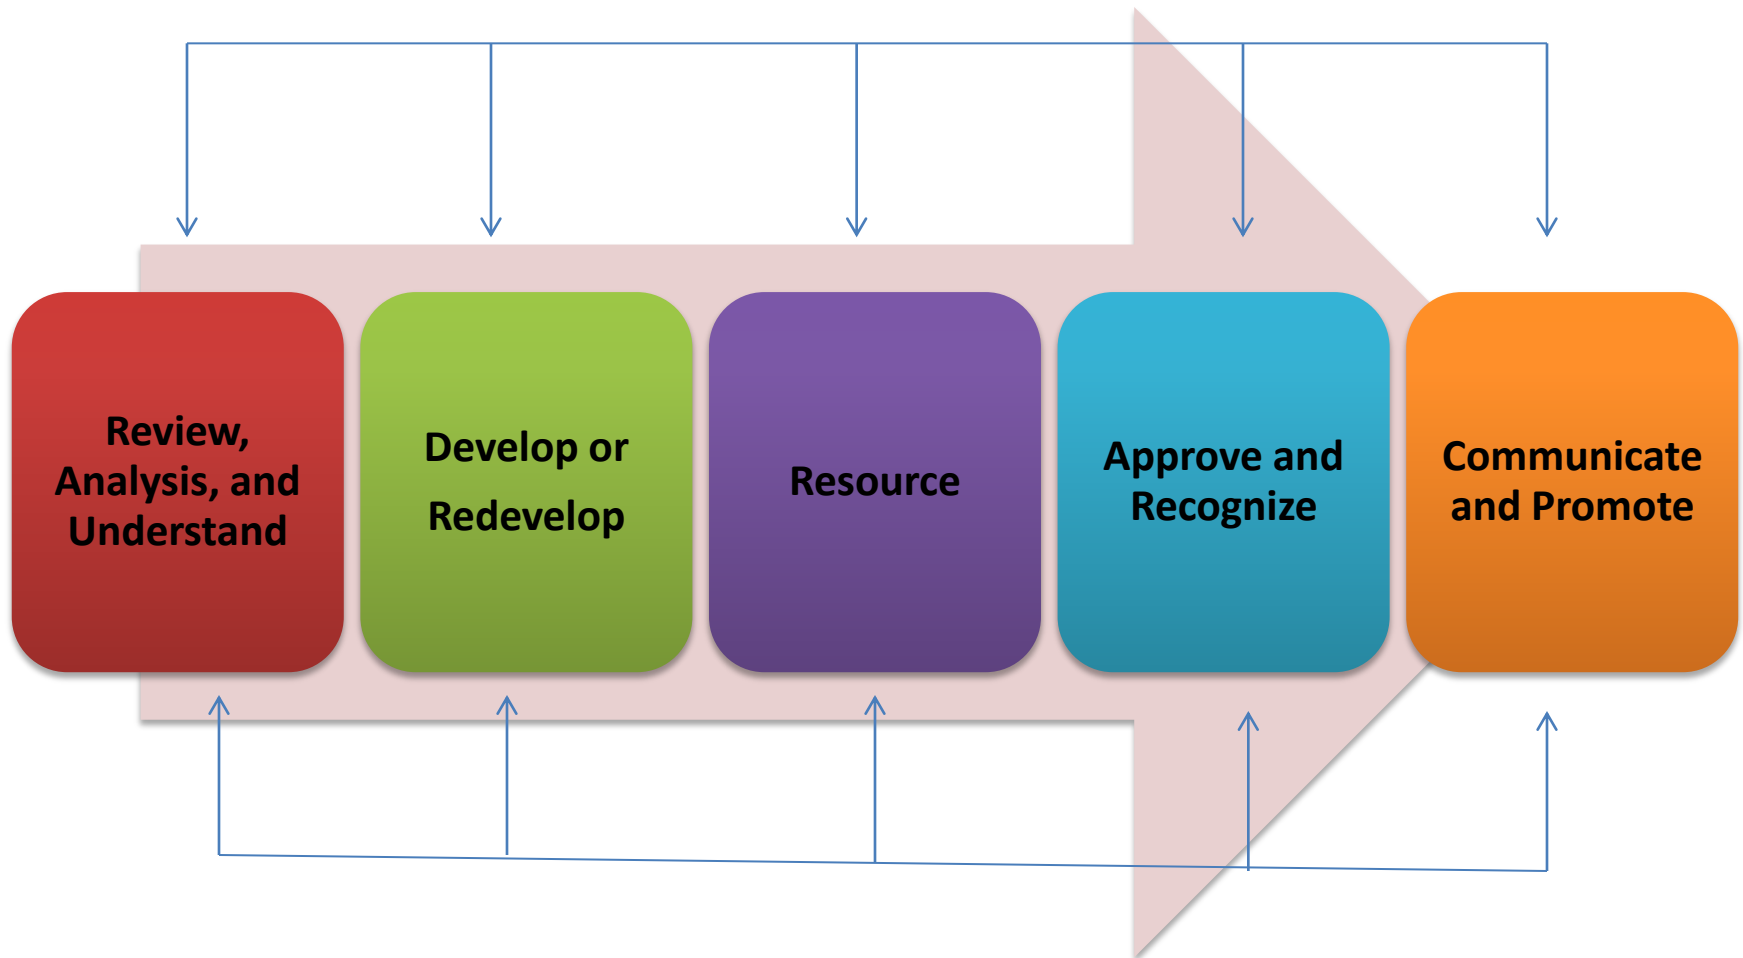 Review,
Analysis, and
Understand
Develop or
Redevelop
Resource
Approve and
Recognize
Communicate
and Promote